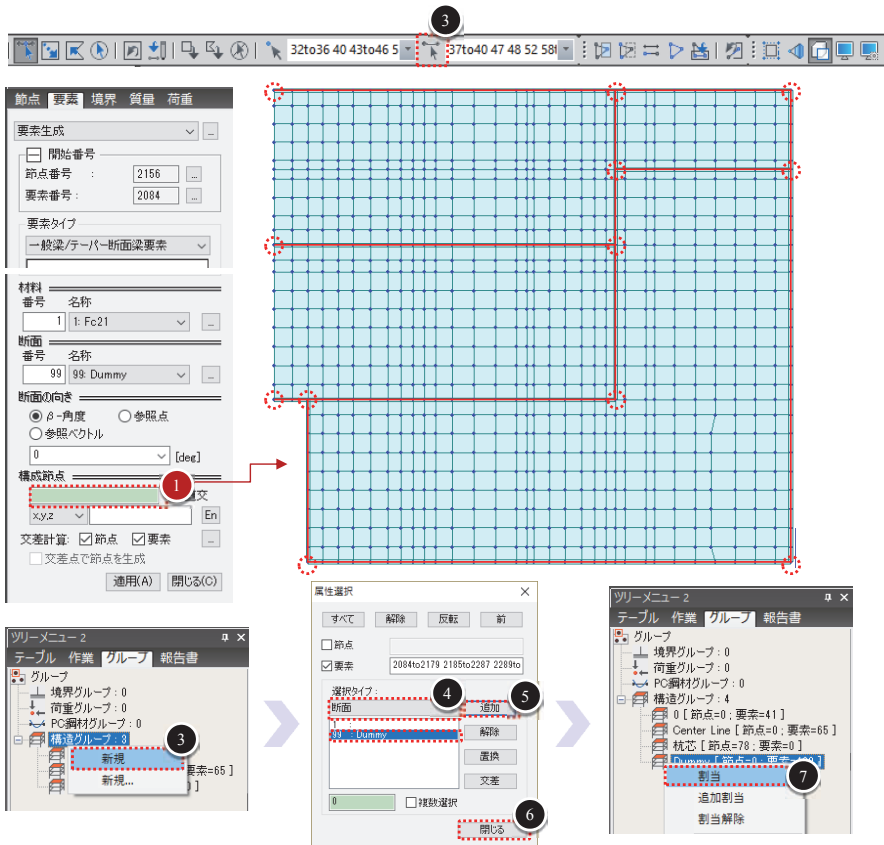 3
32to36 40 43to46 5
37to40 47 48 52 58t
節点 要素 境界 質量 荷重
要素生成
開始番号
節点番号 : 2156
要素番号 : 2084
要素タイプ
一般梁/テーパー断面梁要素
材料
番号 名称
1 1: Fc21
断面
番号 名称
99 99: Dummy
断面の向き
β-角度 参照点
参照ベクトル
0 [deg]
構成節点
1 交
x,y,z En
交差計算: 節点 要素
交差点で節点を生成
適用(A) 閉じる(C)
ツリーメニュー 2
テーブル 作業 グループ 報告書
グループ
境界グループ : 0
荷重グループ : 0
PC鋼材グループ : 0
構造グループ : 3
3
新規
新規...
要素=65 ]
0 ]
属性選択
すべて 解除 反転 前
節点
要素 2084to2179 2185to2287 2289to
選択タイプ :
4
5
断面 追加
99 : Dummy 解除
置換
交差
0 複数選択
6
閉じる
ツリーメニュー 2
テーブル 作業 グループ 報告書
グループ
境界グループ : 0
荷重グループ : 0
PC鋼材グループ : 0
構造グループ : 4
0 [ 節点=0 ; 要素=41 ]
Center Line [ 節点=0 ; 要素=65 ]
杭芯 [ 節点=78 ; 要素=0 ]
Dummy [ 節点=0 ; 要素=
割当
7
追加割当
割当解除